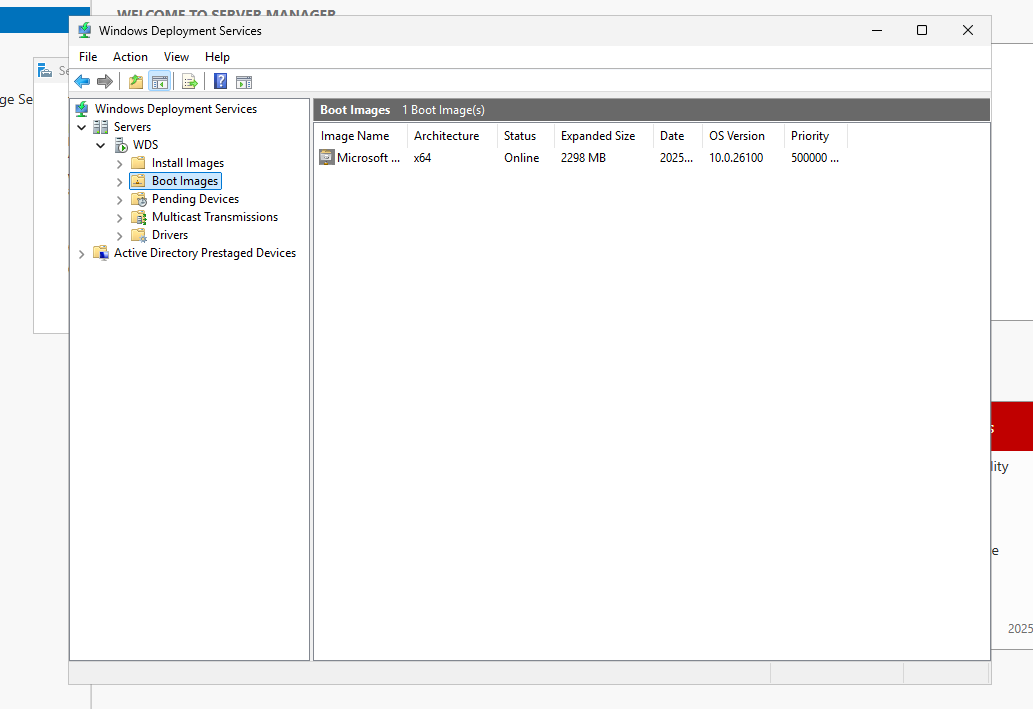 WELCOME TO SERVER MANAGER
Windows Deployment Services
File Action View Help
Se
ge Se
Windows Deployment Services
Servers
WDS
Install Images
Boot Images
Pending Devices
Multicast Transmissions
Drivers
Active Directory Prestaged Devices
Boot Images 1 Boot Image(s)
Image Name Architecture Status Expanded Size Date OS Version Priority
Microsoft ... x64 Online 2298 MB 2025... 10.0.26100 500000 ...
s
lity
e
2025